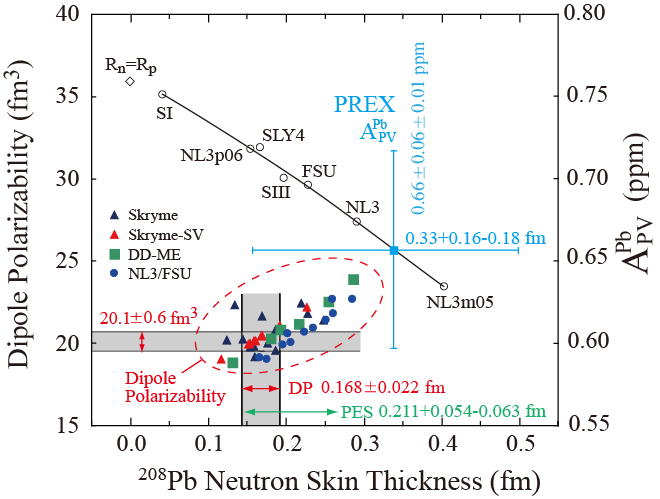 40
35
30
25
20
15
Dipole Polarizability (fm³)
0.80
0.75
0.70
0.65
0.60
0.55
A_PV^Pb (ppm)
Rn=Rp
SI
SLY4
NL3p06
SIII
FSU
NL3
NL3m05
PREX
A_PV^Pb
0.66±0.06±0.01 ppm
0.33+0.16-0.18 fm
Skryme
Skryme-SV
DD-ME
NL3/FSU
20.1±0.6 fm³
Dipole
Polarizability
DP 0.168±0.022 fm
PES 0.211+0.054-0.063 fm
0.0 0.1 0.2 0.3 0.4 0.5
²⁰⁸Pb Neutron Skin Thickness (fm)